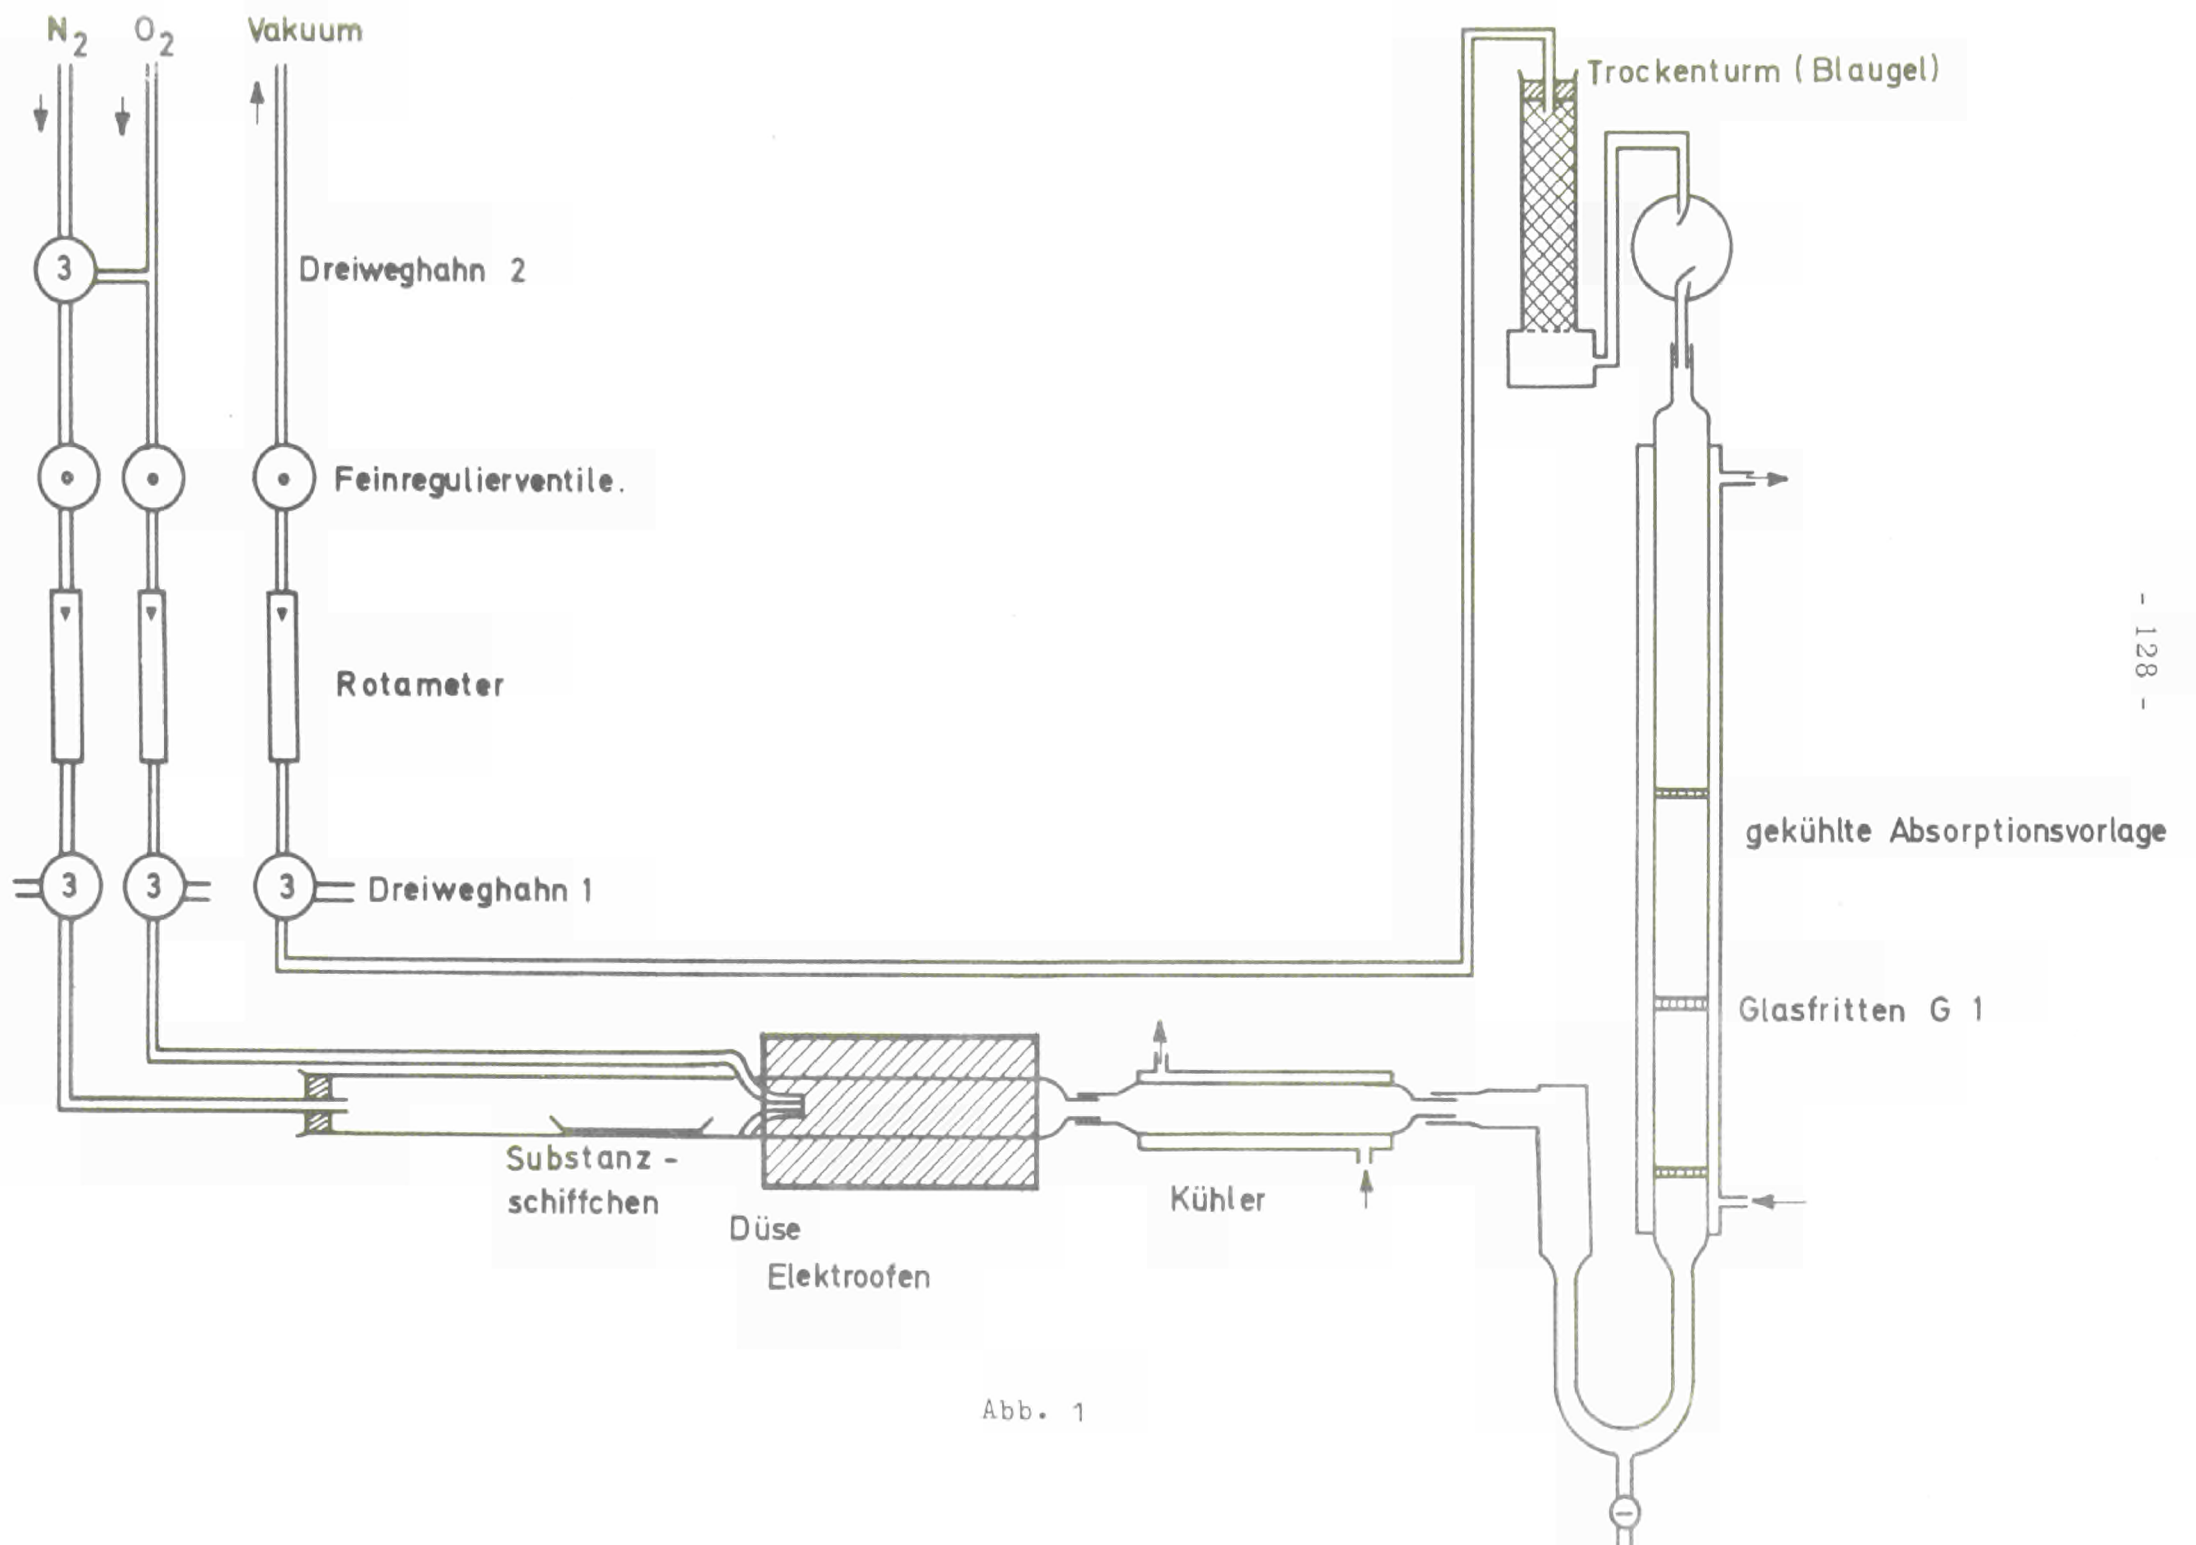 N2 O2 Vakuum
Trockenturm (Blaugel)
3 Dreiweghahn 2
Feinregulierventile.
Rotameter
- 128 -
gekühlte Absorptionsvorlage
3 3 3 Dreiweghahn 1
Glasfritten G 1
Substanz-
schiffchen
Kühler
Düse
Elektroofen
Abb. 1